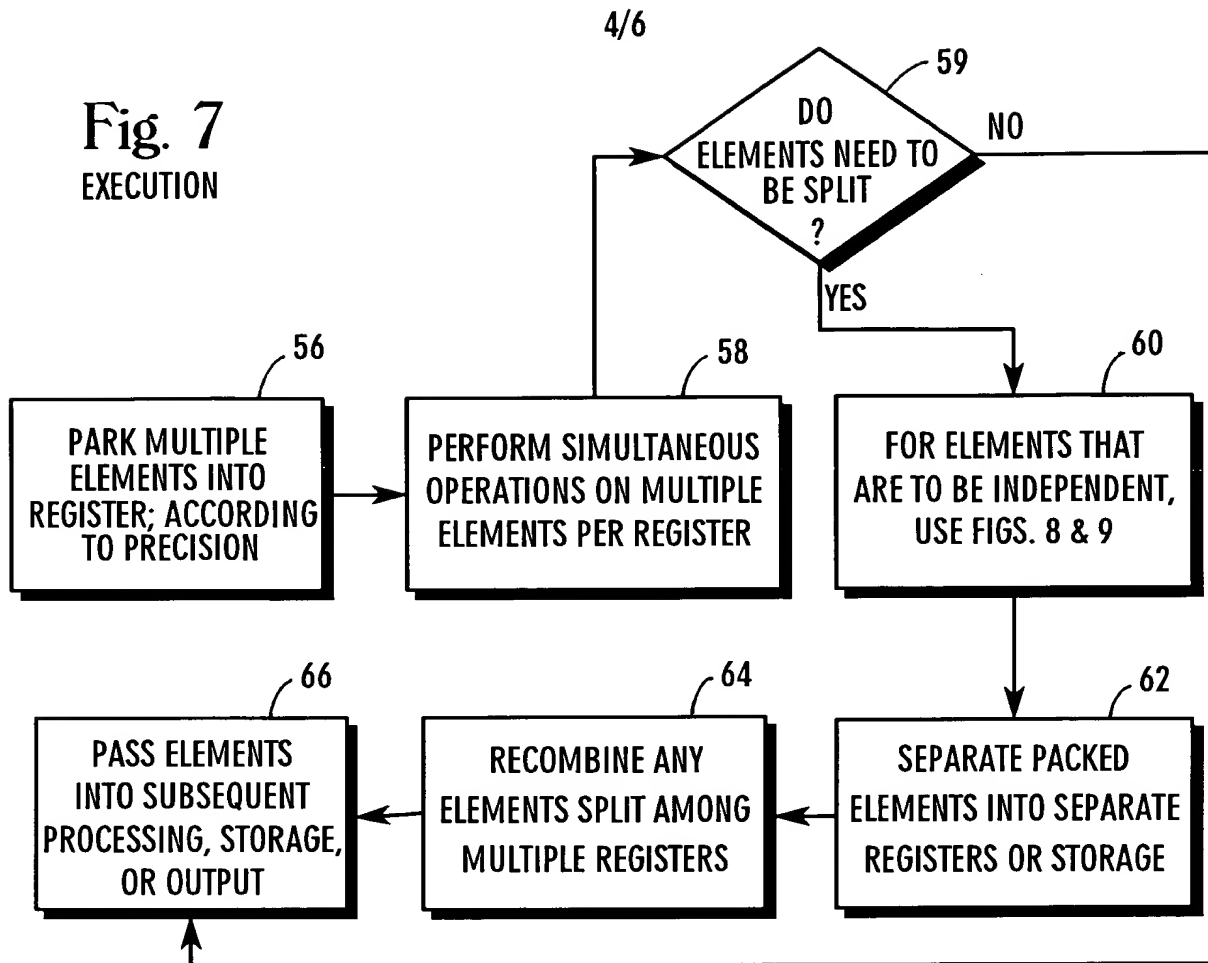 4/6
Fig. 7
EXECUTION
59
DO
ELEMENTS NEED TO
BE SPLIT
?
NO
YES
56
PARK MULTIPLE
ELEMENTS INTO
REGISTER; ACCORDING
TO PRECISION
58
PERFORM SIMULTANEOUS
OPERATIONS ON MULTIPLE
ELEMENTS PER REGISTER
60
FOR ELEMENTS THAT
ARE TO BE INDEPENDENT,
USE FIGS. 8 & 9
62
SEPARATE PACKED
ELEMENTS INTO SEPARATE
REGISTERS OR STORAGE
64
RECOMBINE ANY
ELEMENTS SPLIT AMONG
MULTIPLE REGISTERS
66
PASS ELEMENTS
INTO SUBSEQUENT
PROCESSING, STORAGE,
OR OUTPUT